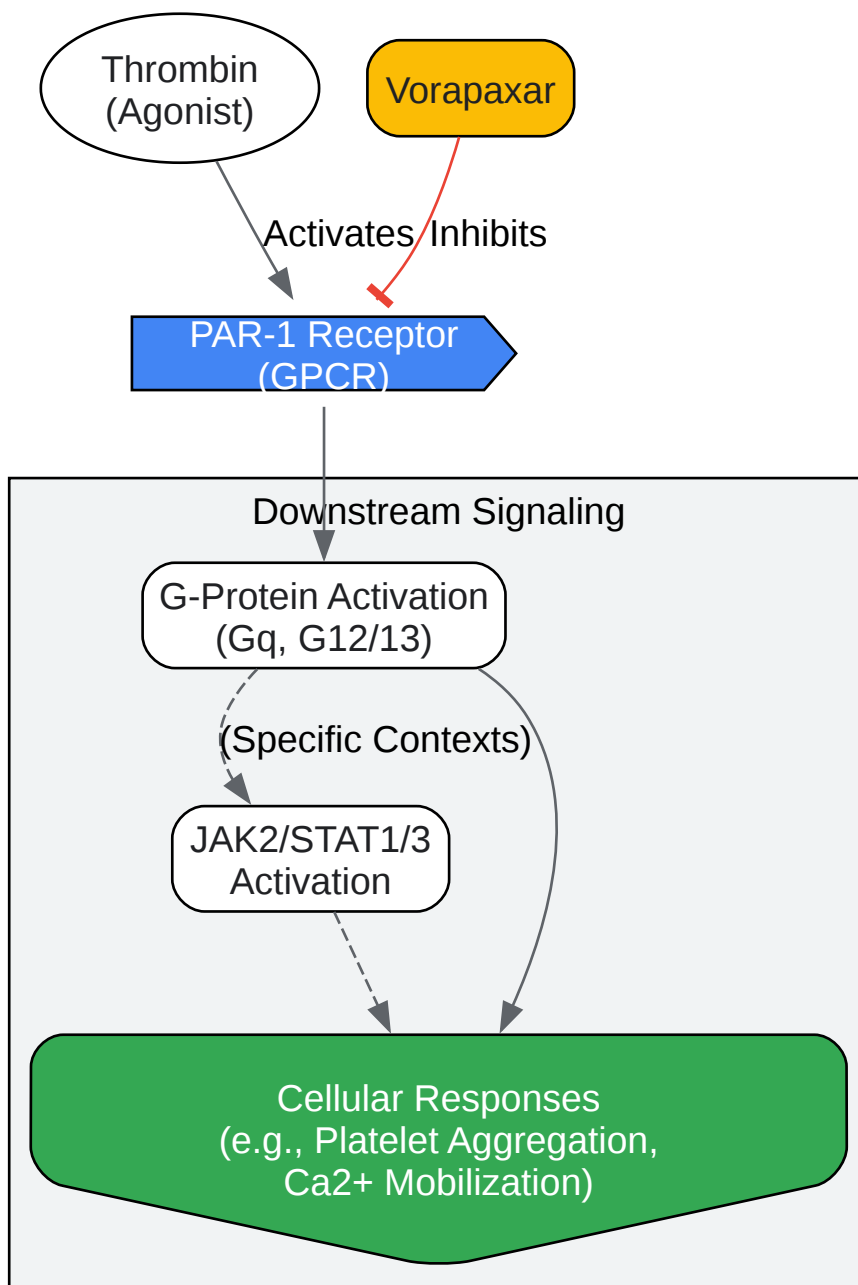 Thrombin
(Agonist)
Vorapaxar
Activates
Inhibits
PAR-1 Receptor
(GPCR)
Downstream Signaling
G-Protein Activation
(Gq, G12/13)
(Specific Contexts)
JAK2/STAT1/3
Activation
Cellular Responses
(e.g., Platelet Aggregation,
Ca2+ Mobilization)